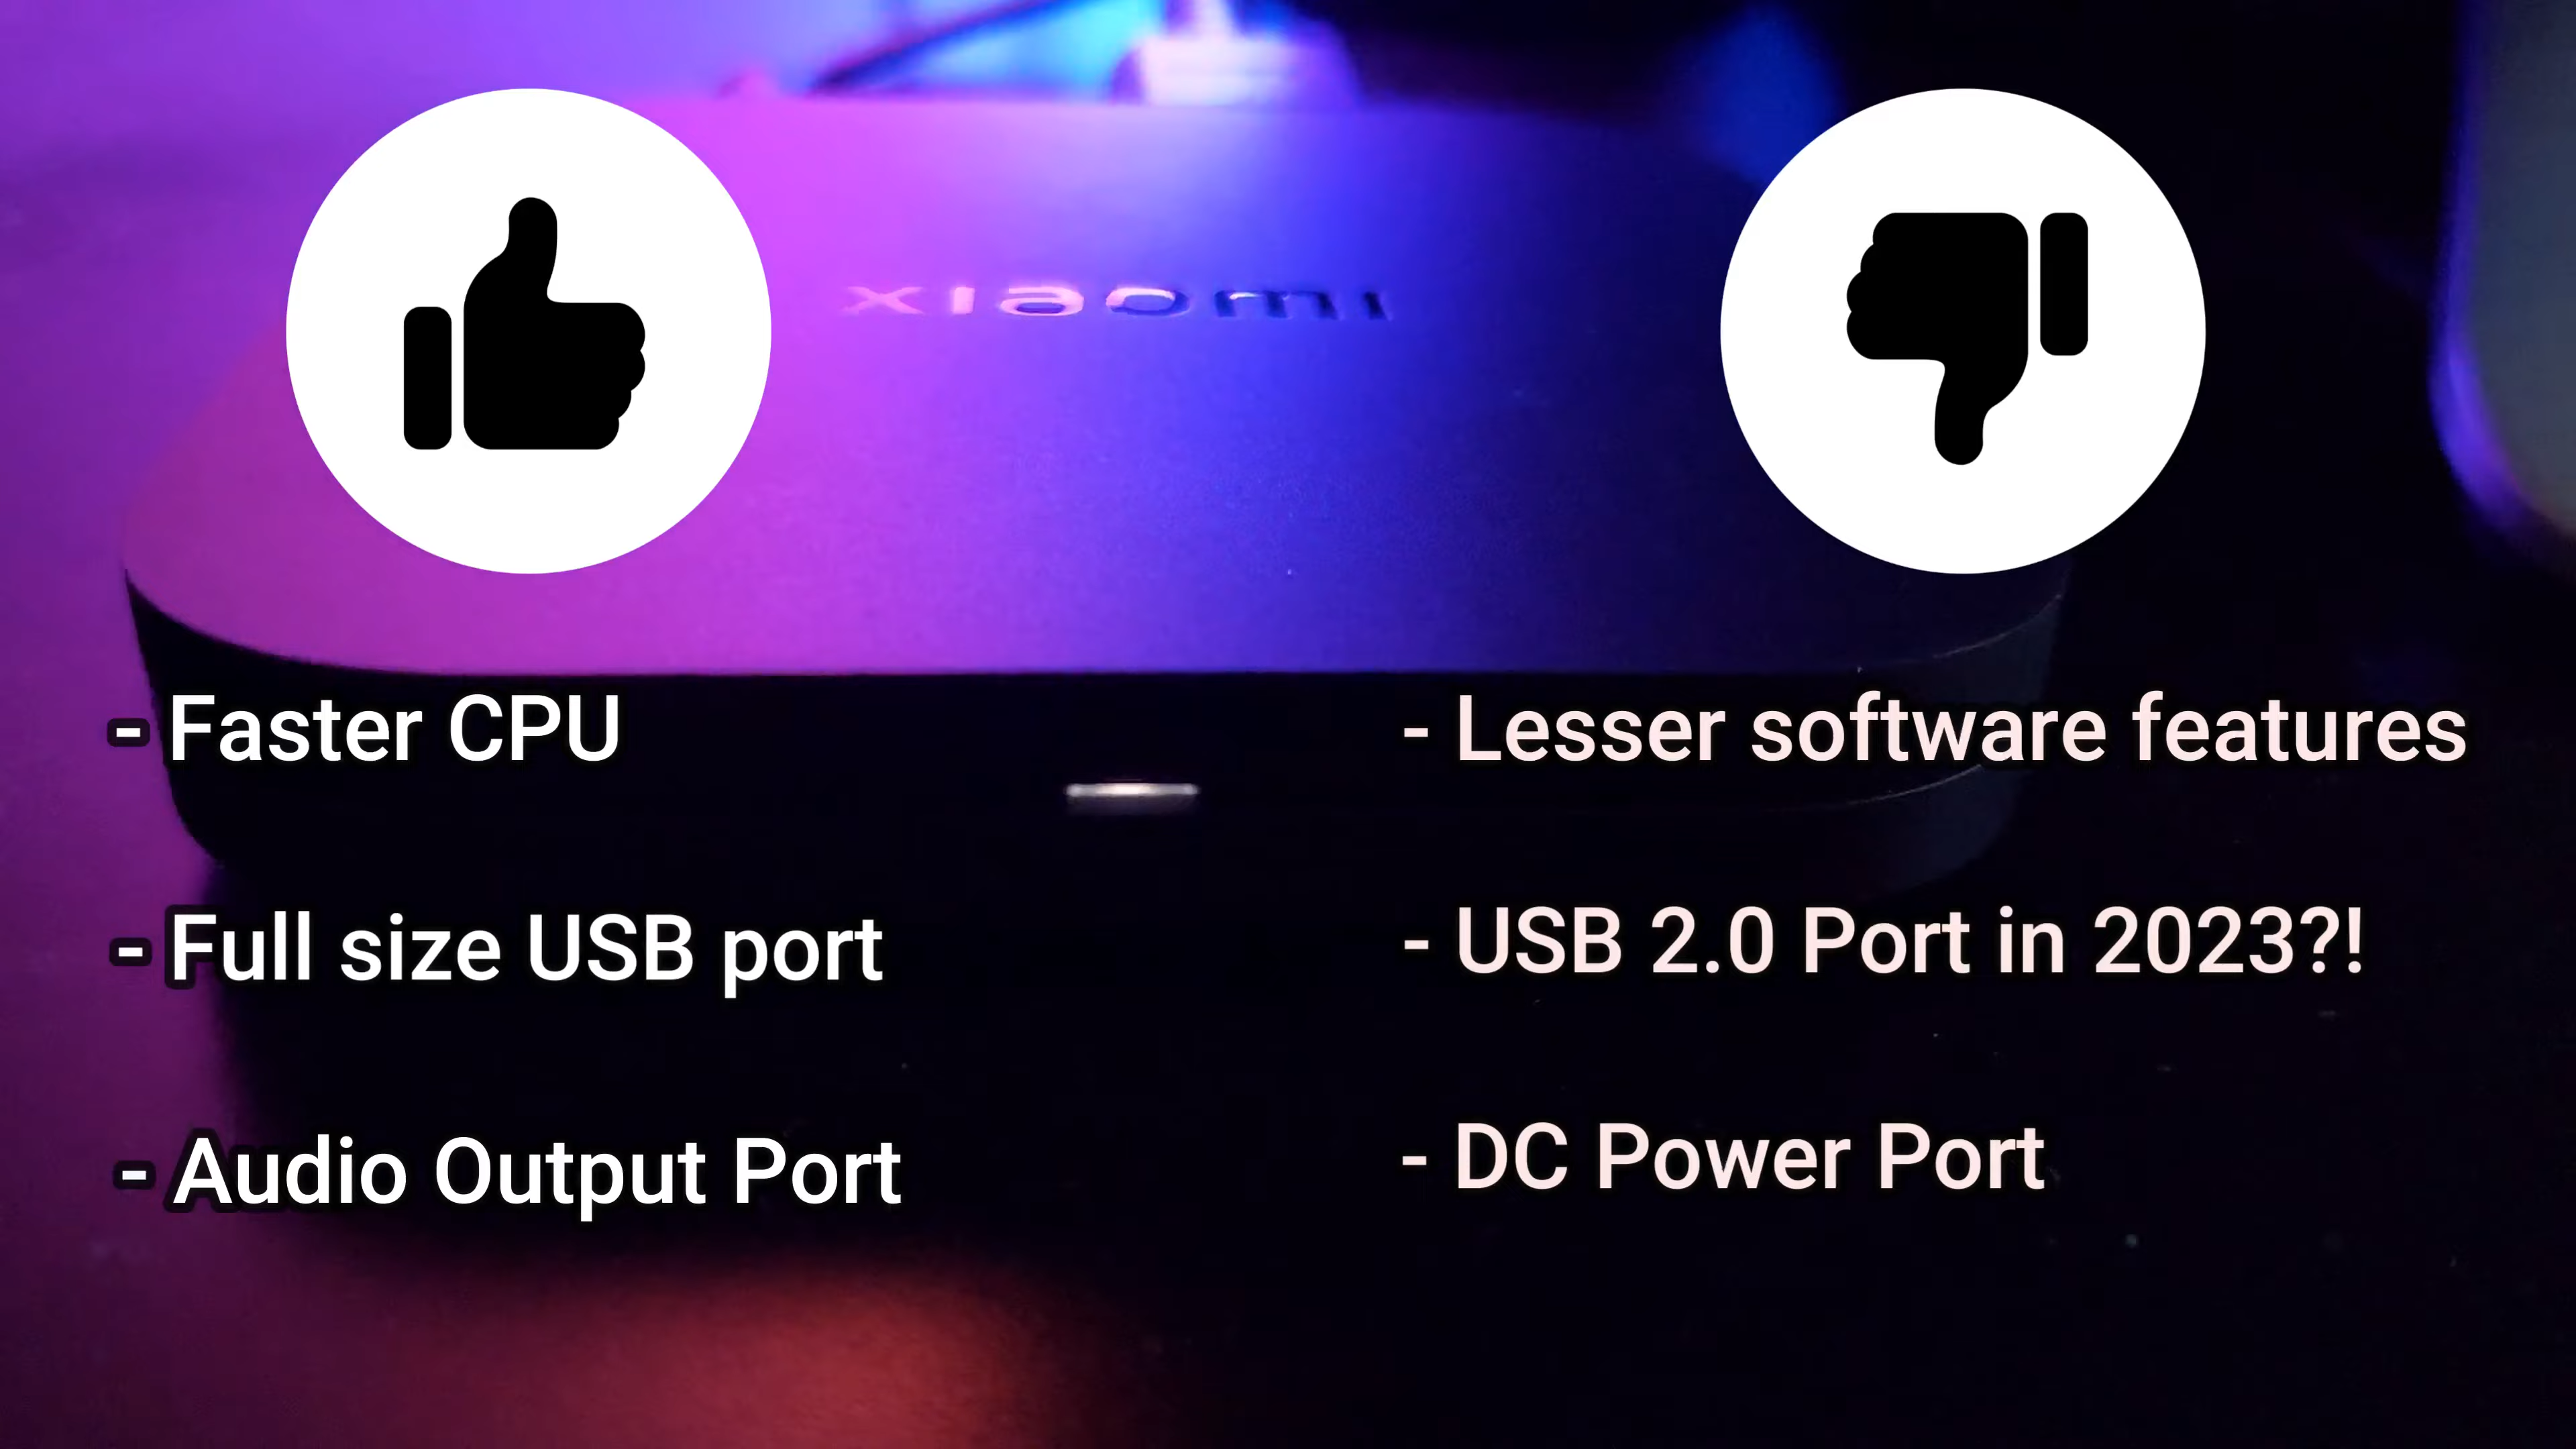 xiaomi
- Faster CPU
- Full size USB port
- Audio Output Port
- Lesser software features
- USB 2.0 Port in 2023?!
- DC Power Port